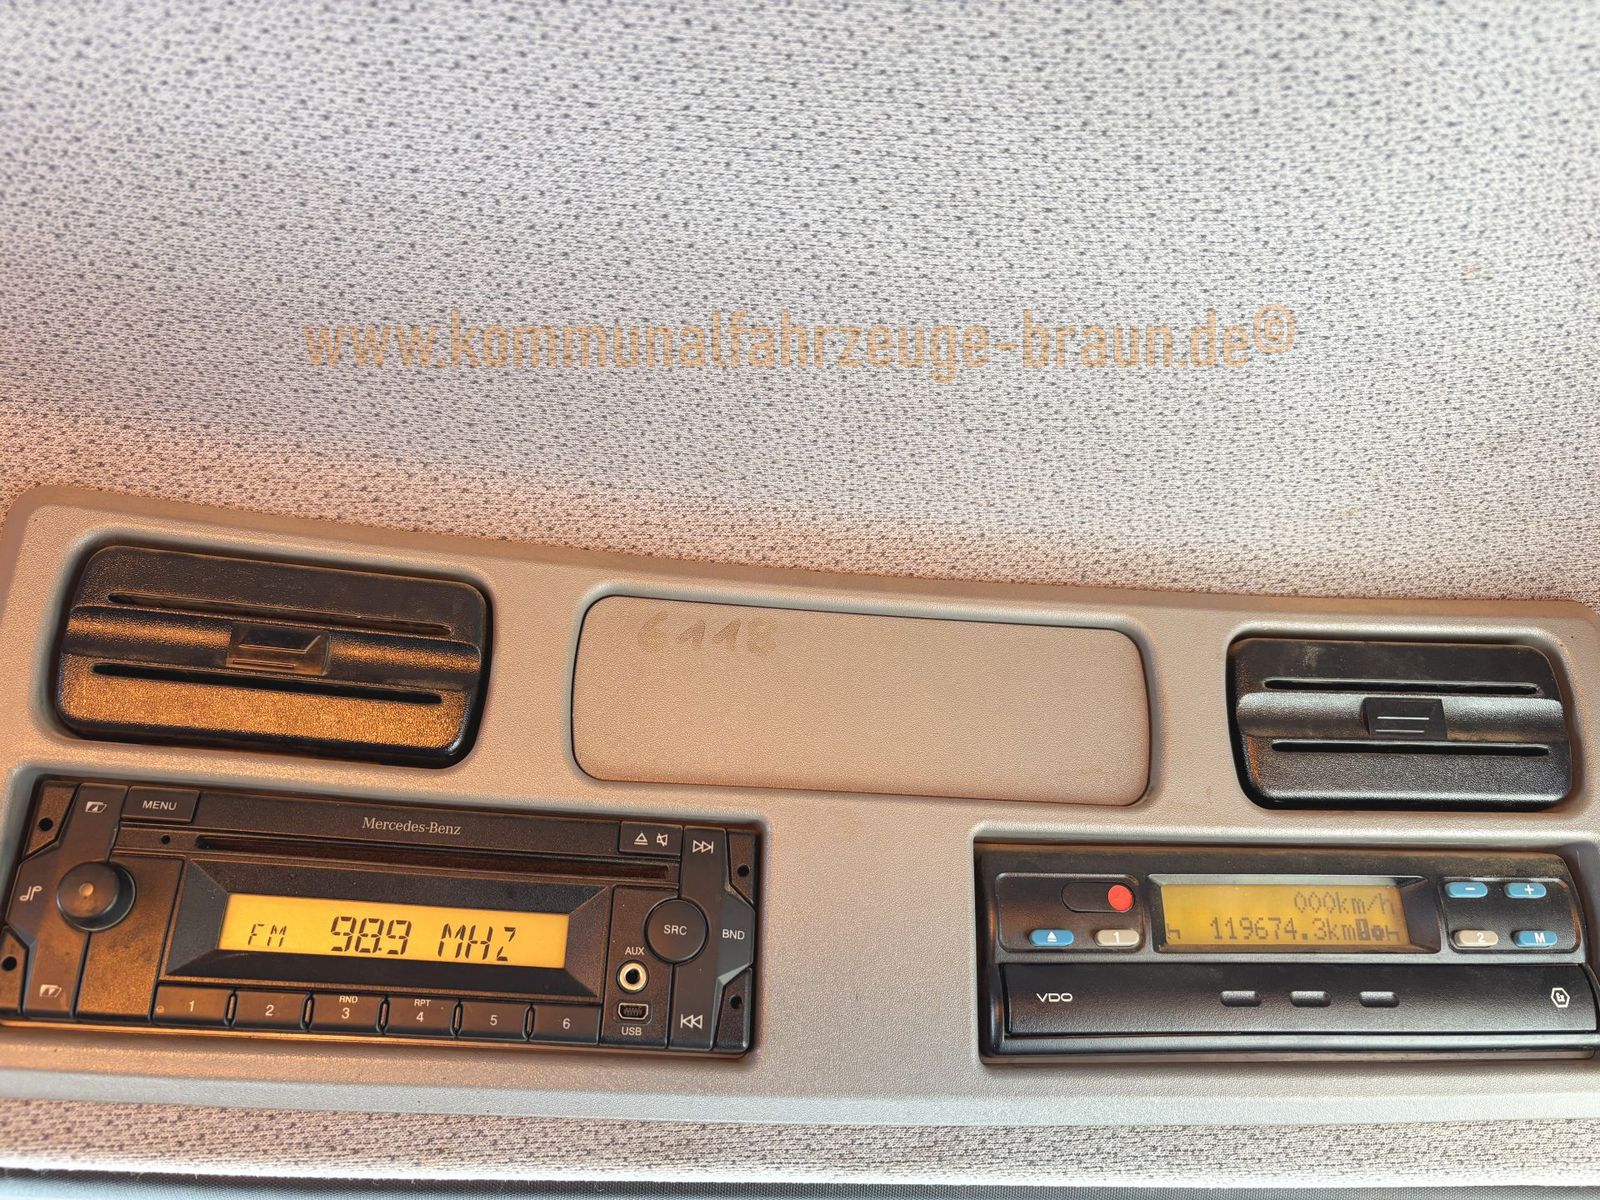 www.kommunalfahrzeuge-braun.de©
6118
MENU
Mercedes-Benz
FM 98.9 MHZ
SRC
BND
AUX
USB
1
2
RND
3
RPT
4
5
6
000km/h
119674.3km
1
2
M
VDO